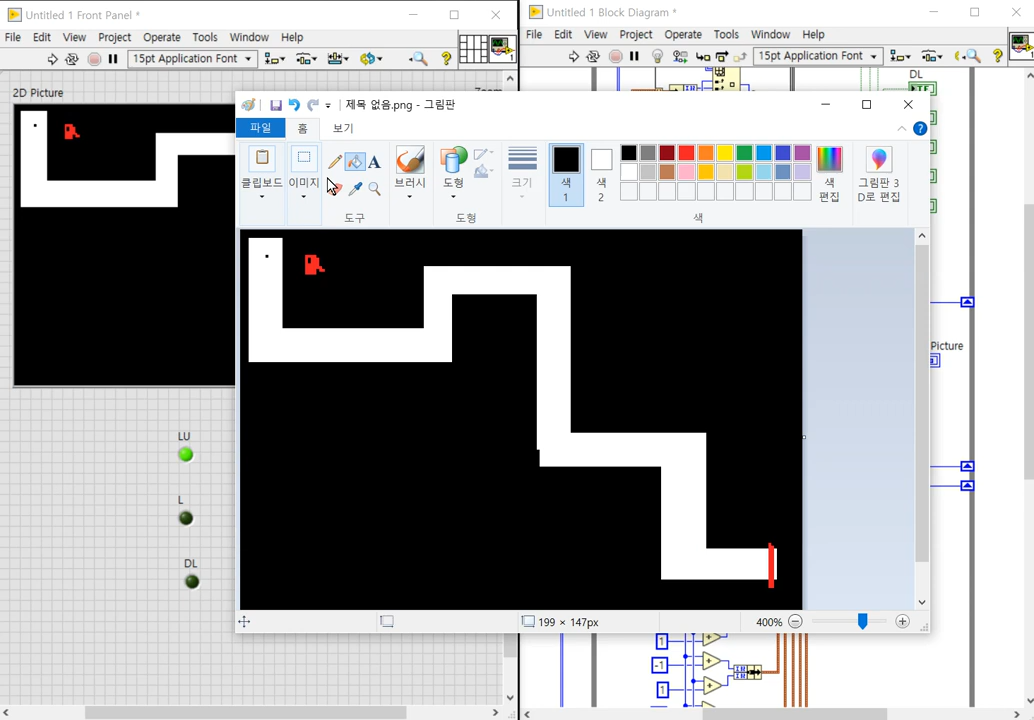 Untitled 1 Front Panel *
File Edit View Project Operate Tools Window Help
15pt Application Font
2D Picture
LU
L
DL
Untitled 1 Block Diagram *
File Edit View Project Operate Tools Window Help
15pt Application Font
DL
Picture
1
-1
1
제목 없음.png - 그림판
파일 홈 보기
클립보드 이미지 브러시 도형 크기 색 1 색 2 색 편집 그림판 3D로 편집
도구 도형 색
199 × 147px 400%